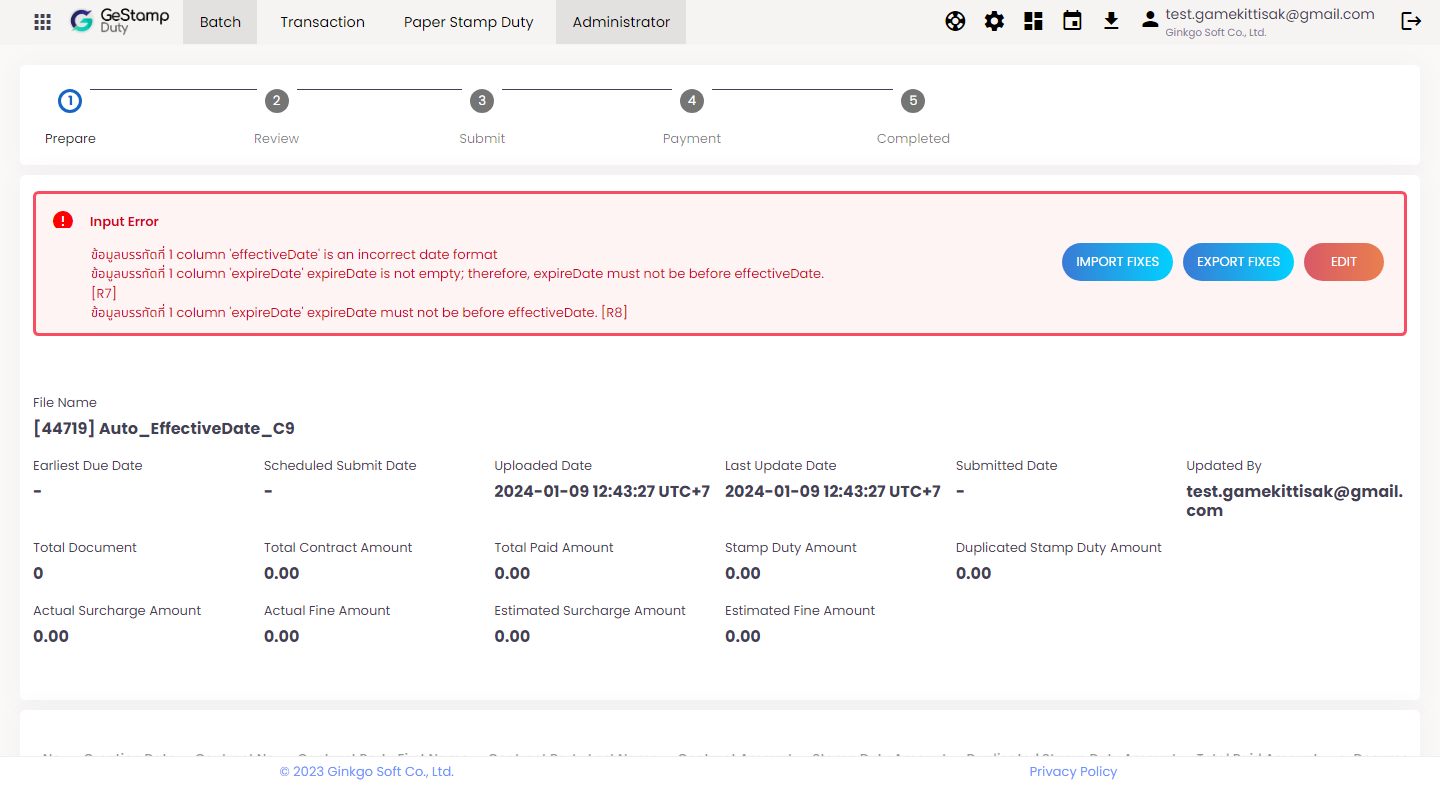 GeStamp
Duty
Batch
Transaction
Paper Stamp Duty
Administrator
test.gamekittisak@gmail.com
Ginkgo Soft Co., Ltd.
1
2
3
4
5
Prepare
Review
Submit
Payment
Completed
Input Error
ข้อมูลบรรทัดที่ 1 column 'effectiveDate' is an incorrect date format
ข้อมูลบรรทัดที่ 1 column 'expireDate' expireDate is not empty; therefore, expireDate must not be before effectiveDate.
[R7]
ข้อมูลบรรทัดที่ 1 column 'expireDate' expireDate must not be before effectiveDate. [R8]
IMPORT FIXES
EXPORT FIXES
EDIT
File Name
[44719] Auto_EffectiveDate_C9
Earliest Due Date
-
Scheduled Submit Date
-
Uploaded Date
2024-01-09 12:43:27 UTC+7
Last Update Date
2024-01-09 12:43:27 UTC+7
Submitted Date
-
Updated By
test.gamekittisak@gmail.
com
Total Document
0
Total Contract Amount
0.00
Total Paid Amount
0.00
Stamp Duty Amount
0.00
Duplicated Stamp Duty Amount
0.00
Actual Surcharge Amount
0.00
Actual Fine Amount
0.00
Estimated Surcharge Amount
0.00
Estimated Fine Amount
0.00
© 2023 Ginkgo Soft Co., Ltd.
Privacy Policy